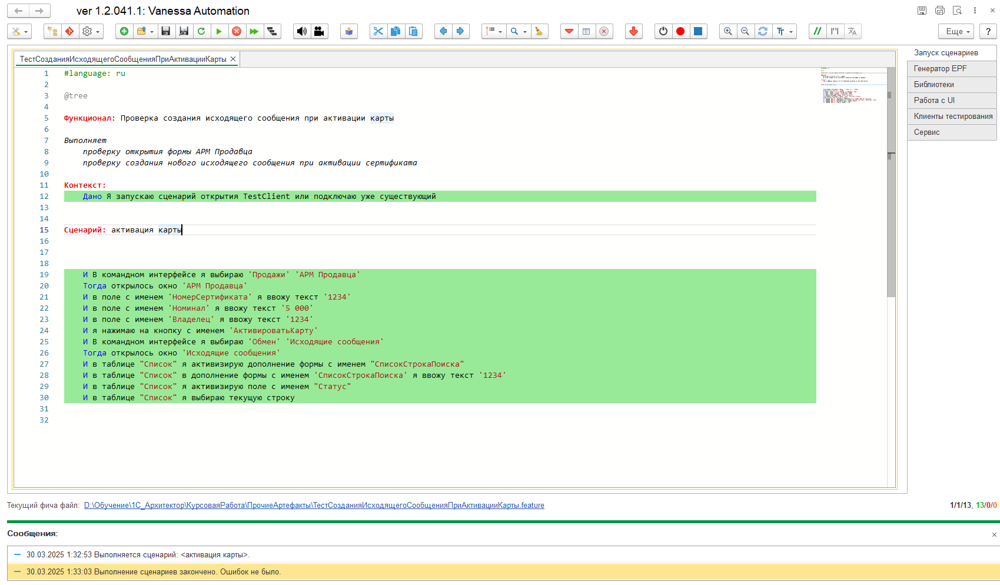 ver 1.2.041.1: Vanessa Automation
Еще
?
ТестСозданияИсходящегоСообщенияПриАктивацииКарты
Запуск сценариев
Генератор EPF
Библиотеки
Работа с UI
Клиенты тестирования
Сервис
1 #language: ru
2
3 @tree
4
5 Функционал: Проверка создания исходящего сообщения при активации карты
6
7 Выполняет
8 проверку открытия формы АРМ Продавца
9 проверку создания нового исходящего сообщения при активации сертификата
10
11 Контекст:
12 Дано Я запускаю сценарий открытия TestClient или подключаю уже существующий
13
14
15 Сценарий: активация карты
16
17
18
19 И В командном интерфейсе я выбираю 'Продажи' 'АРМ Продавца'
20 Тогда открылось окно 'АРМ Продавца'
21 И в поле с именем 'НомерСертификата' я ввожу текст '1234'
22 И в поле с именем 'Номинал' я ввожу текст '5 000'
23 И в поле с именем 'Владелец' я ввожу текст '1234'
24 И я нажимаю на кнопку с именем 'АктивироватьКарту'
25 И В командном интерфейсе я выбираю 'Обмен' 'Исходящие сообщения'
26 Тогда открылось окно 'Исходящие сообщения'
27 И в таблице "Список" я активизирую дополнение формы с именем "СписокСтрокаПоиска"
28 И в таблице "Список" в дополнение формы с именем 'СписокСтрокаПоиска' я ввожу текст '1234'
29 И в таблице "Список" я активизирую поле с именем "Статус"
30 И в таблице "Список" я выбираю текущую строку
31
32
Текущий фича файл: D:\Обучение\1С_Архитектор\КурсоваяРабота\ПрочиеАртефакты\ТестСозданияИсходящегоСообщенияПриАктивацииКарты.feature
1/1/13, 13/0/0
Сообщения:
30.03.2025 1:32:53 Выполняется сценарий: <активация карты>.
30.03.2025 1:33:03 Выполнение сценариев закончено. Ошибок не было.